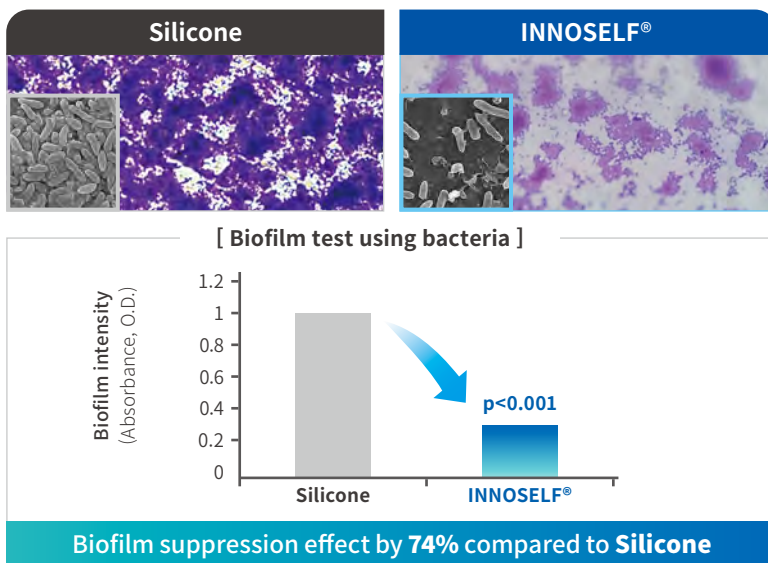 Silicone
INNOSELF®
[ Biofilm test using bacteria ]
Biofilm intensity
(Absorbance, O.D.)
1.2
1
0.8
0.6
0.4
0.2
0
p<0.001
Silicone
INNOSELF®
Biofilm suppression effect by 74% compared to Silicone